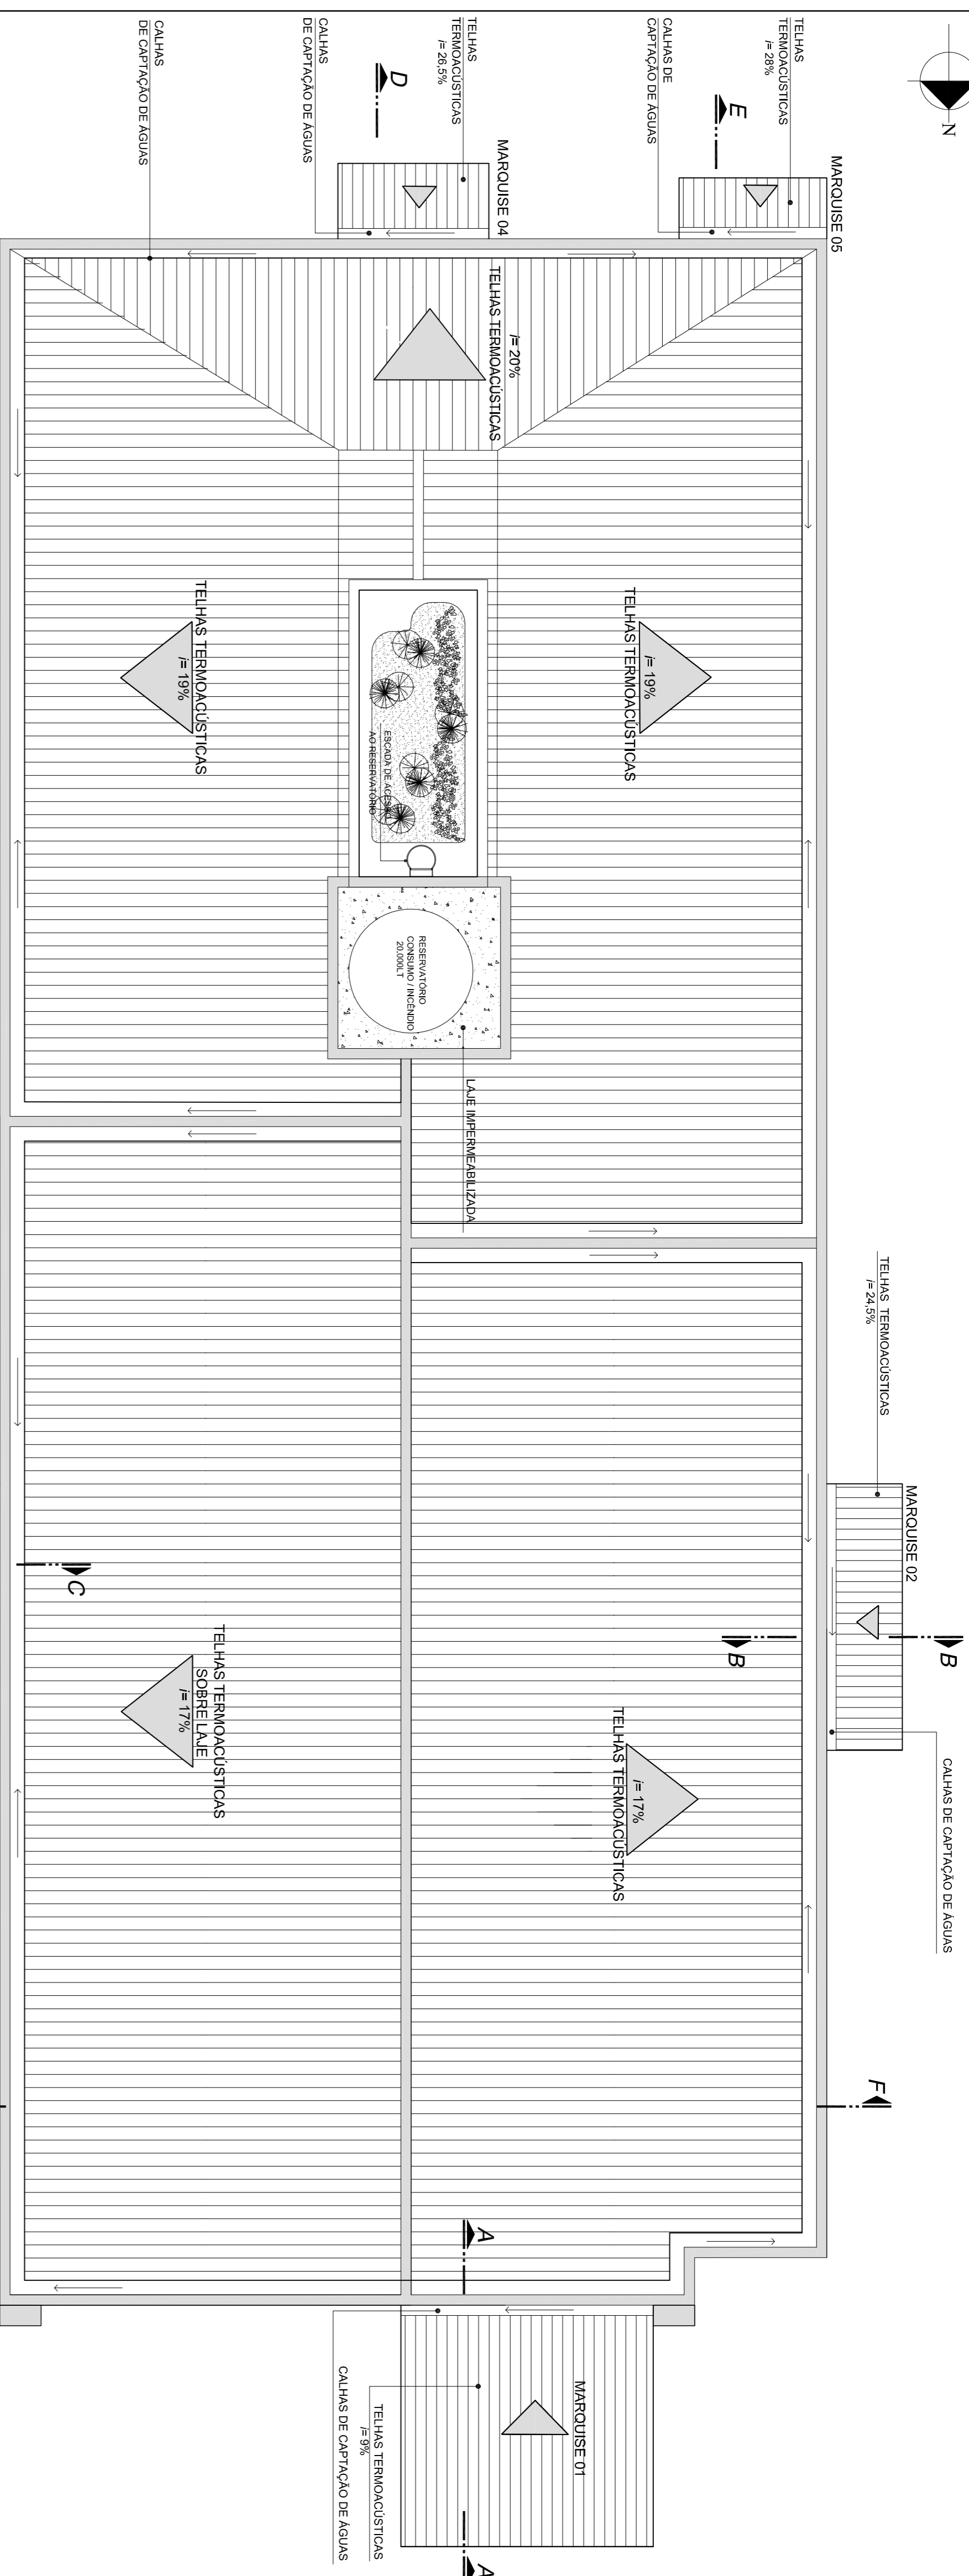 N
TELHAS
TERMOACÚSTICAS
i= 28%
CALHAS DE
CAPTAÇÃO DE ÁGUAS
TELHAS
TERMOACÚSTICAS
i= 26,5%
CALHAS
DE CAPTAÇÃO DE ÁGUAS
CALHAS
DE CAPTAÇÃO DE ÁGUAS
E
D
MARQUISE 05
MARQUISE 04
i= 20%
TELHAS TERMOACÚSTICAS
TELHAS TERMOACÚSTICAS
i= 19%
TELHAS TERMOACÚSTICAS
i= 19%
ESCADA DE ACESSO
AO RESERVATÓRIO
RESERVATÓRIO
CONSUMO / INCÊNDIO
20.000LT
LAJE IMPERMEABILIZADA
TELHAS TERMOACÚSTICAS
i= 24,5%
MARQUISE 02
B
B
CALHAS DE CAPTAÇÃO DE ÁGUAS
C
TELHAS TERMOACÚSTICAS
SOBRE LAJE
i= 17%
i= 17%
TELHAS TERMOACÚSTICAS
F
A
MARQUISE 01
TELHAS TERMOACÚSTICAS
i= 9%
CALHAS DE CAPTAÇÃO DE ÁGUAS
A